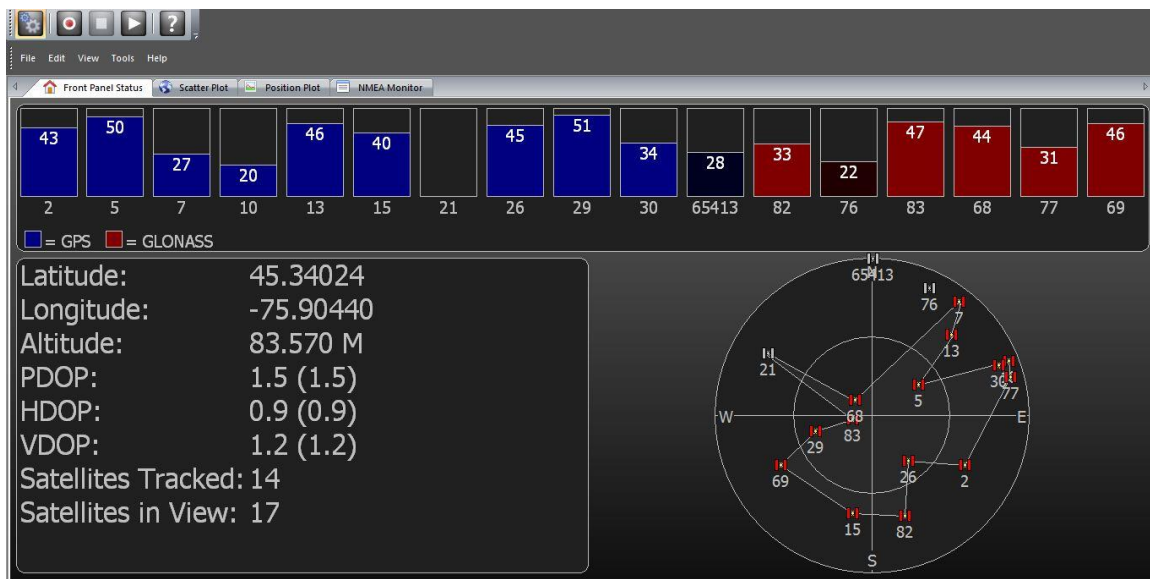 ?
File Edit View Tools Help
Front Panel Status Scatter Plot Position Plot NMEA Monitor
43 50 27 20 46 40 45 51 34 28 33 22 47 44 31 46
2 5 7 10 13 15 21 26 29 30 65413 82 76 83 68 77 69
= GPS = GLONASS
Latitude: 45.34024
Longitude: -75.90440
Altitude: 83.570 M
PDOP: 1.5 (1.5)
HDOP: 0.9 (0.9)
VDOP: 1.2 (1.2)
Satellites Tracked: 14
Satellites in View: 17
65413
76
7
13
21
30
77
5
68
W
E
83
29
26
2
69
15
82
S